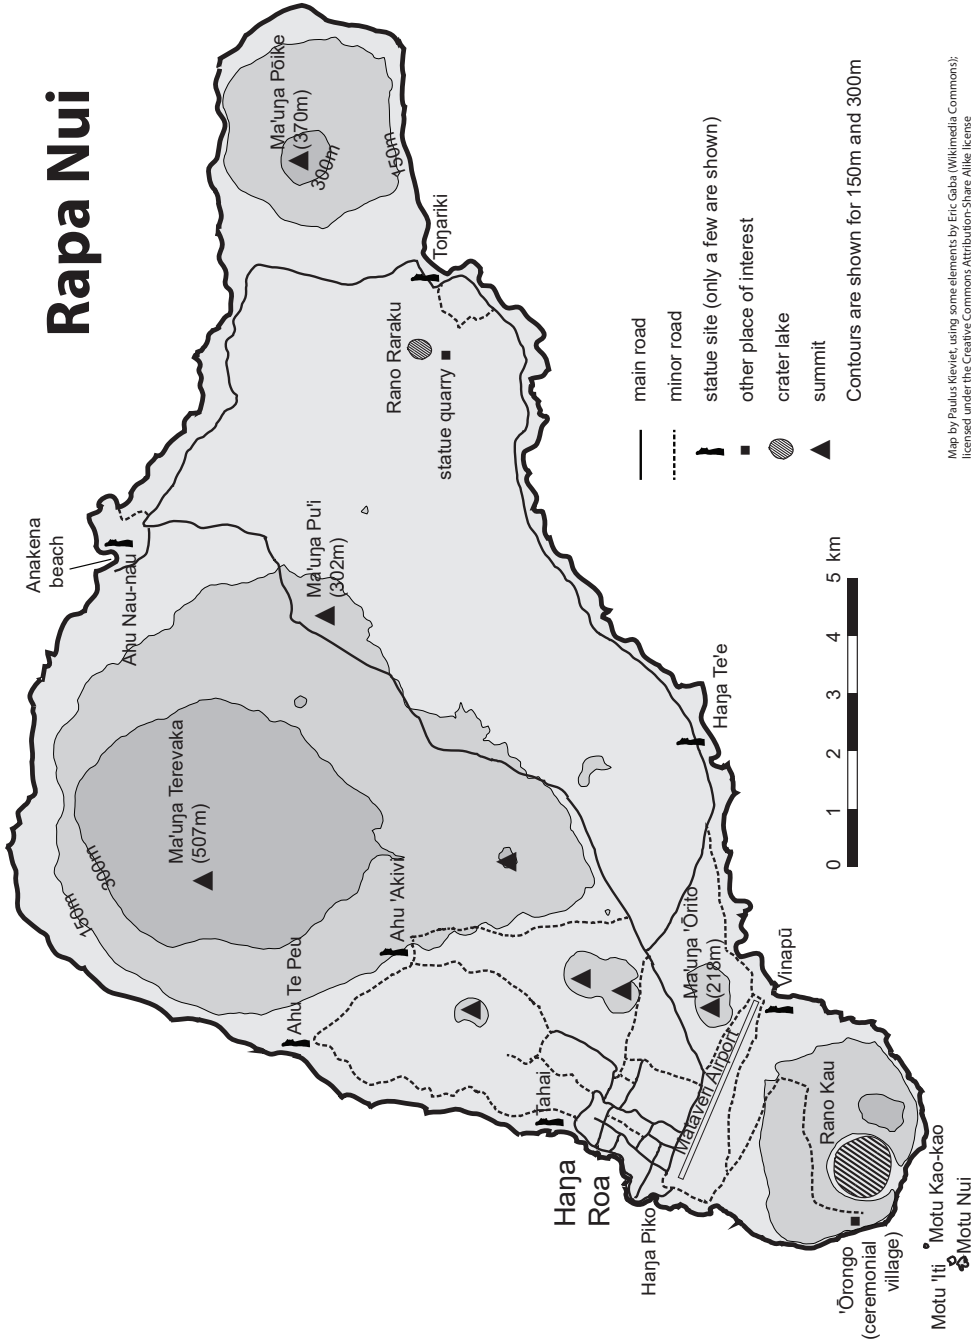 Rapa Nui
Anakena
beach
Ahu Nau-nau
Ma'uŋa Terevaka
(507m)
300m
150m
Ma'uŋa Pu'i
(302m)
Ma'uŋa Pōike
(370m)
300m
150m
Toŋariki
Rano Raraku
statue quarry
Ahu Te Peu
Ahu 'Akivi
Tahai
Haŋa
Roa
Haŋa Piko
Mataveri Airport
Ma'uŋa 'Ōrito
(218m)
Vinapū
Haŋa Te'e
Rano Kau
'Ōrongo
(ceremonial
village)
Motu 'Iti
Motu Kao-kao
Motu Nui
main road
minor road
statue site (only a few are shown)
other place of interest
crater lake
summit
Contours are shown for 150m and 300m
0 1 2 3 4 5 km
Map by Paulus Kieviet, using some elements by Eric Gaba (Wikimedia Commons);
licensed under the Creative Commons Attribution-Share Alike license